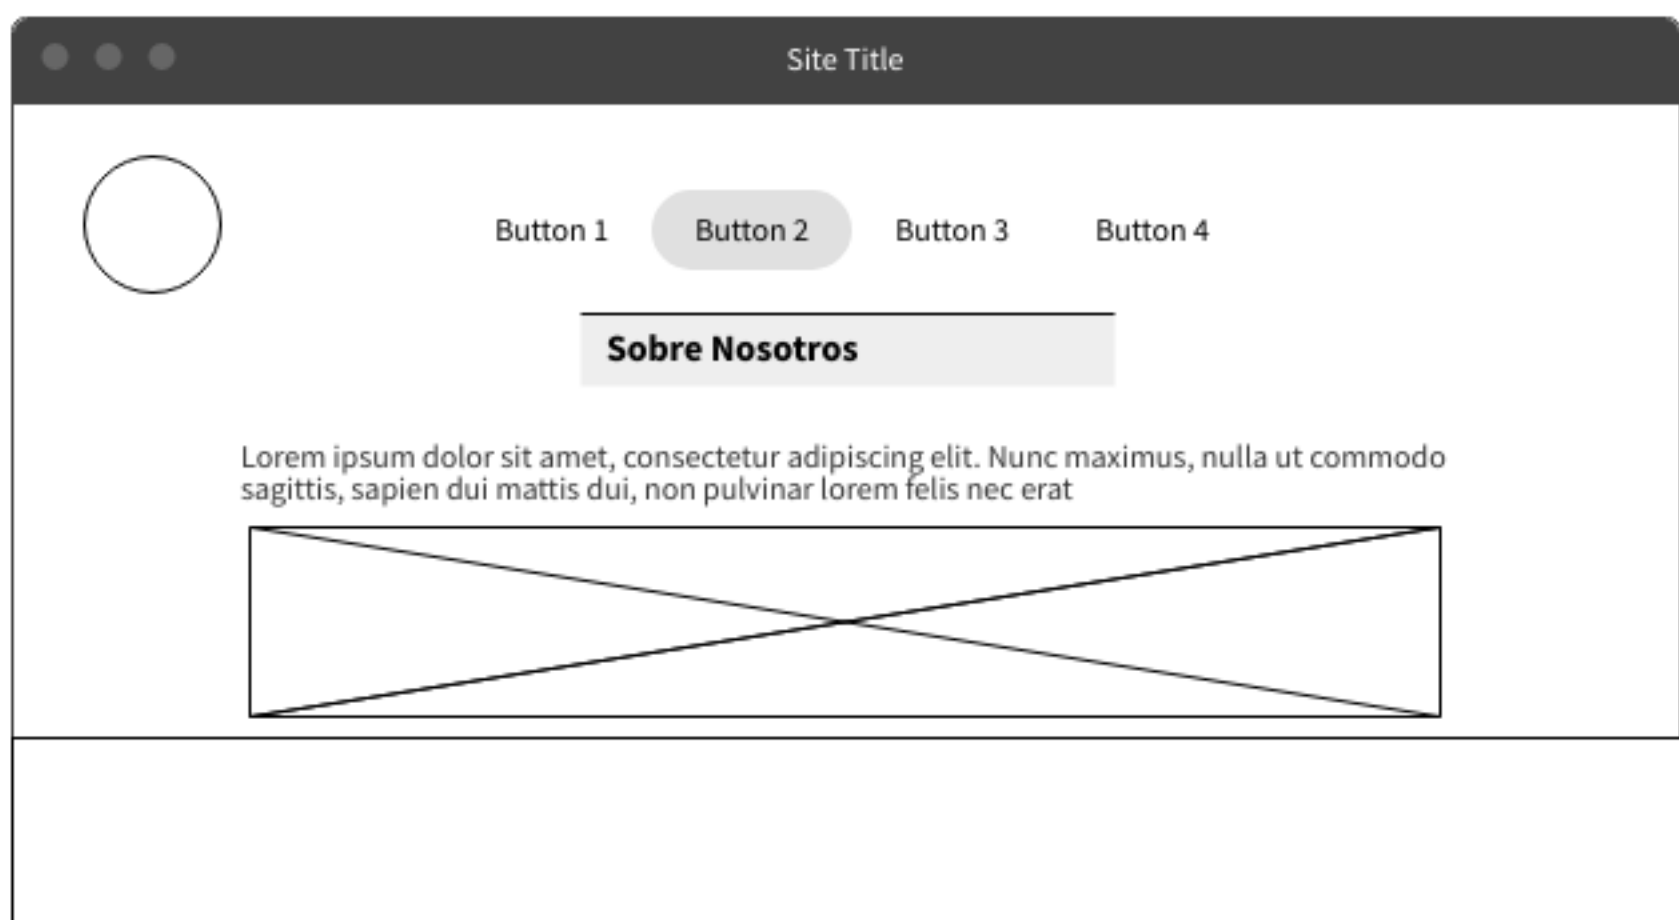 Site Title
Button 1 Button 2 Button 3 Button 4
Sobre Nosotros
Lorem ipsum dolor sit amet, consectetur adipiscing elit. Nunc maximus, nulla ut commodo
sagittis, sapien dui mattis dui, non pulvinar lorem felis nec erat